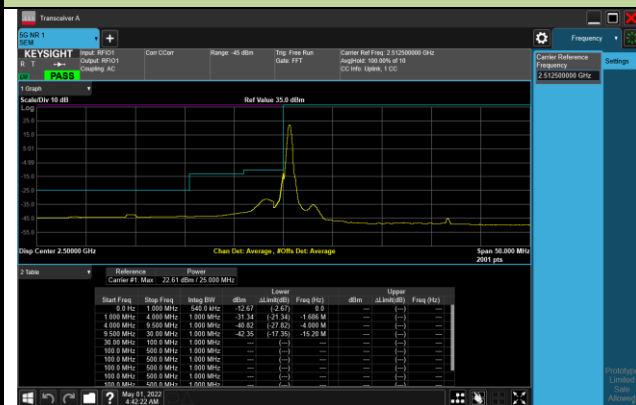 Transceiver A
5G NR 1
SEM
Frequency
KEYSIGHT Input: RFIO1 Corr CCorr Range: -45 dBm Trig: Free Run Carrier Ref Freq: 2.512500000 GHz
R T Output: RFIO1 Gate: FFT Avg|Hold: 100.00% of 10
Coupling: AC CC Info: Uplink, 1 CC
PASS
Carrier Reference
Frequency
2.512500000 GHz
Settings
1 Graph
Scale/Div 10 dB Ref Value 35.0 dBm
Log
25.0
15.0
5.00
-4.99
-15.0
-25.0
-35.0
-45.0
-55.0
Disp Center 2.50000 GHz Chan Det: Average , #Offs Det: Average Span 50.000 MHz
2001 pts
2 Table
Reference Power
Carrier #1 Max 22.61 dBm / 25.000 MHz
Lower Upper
Start Freq Stop Freq Integ BW dBm ΔLimit(dB) Freq (Hz) dBm ΔLimit(dB) Freq (Hz)
0.0 Hz 1.000 MHz 540.0 kHz -12.67 (-2.67) 0.0 --- (---) ---
1.000 MHz 4.000 MHz 1.000 MHz -31.34 (-21.34) -1.686 M --- (---) ---
4.000 MHz 9.500 MHz 1.000 MHz -40.82 (-27.82) -4.000 M --- (---) ---
9.500 MHz 30.00 MHz 1.000 MHz -42.35 (-17.35) -15.20 M --- (---) ---
30.00 MHz 100.0 MHz 1.000 MHz --- (---) --- --- (---) ---
100.0 MHz 500.0 MHz 1.000 MHz --- (---) --- --- (---) ---
100.0 MHz 500.0 MHz 1.000 MHz --- (---) --- --- (---) ---
100.0 MHz 500.0 MHz 1.000 MHz --- (---) --- --- (---) ---
100.0 MHz 500.0 MHz 1.000 MHz --- (---) --- --- (---) ---
May 01, 2022
4:42:22 AM
Prototype
Limited
Sale
Allowed